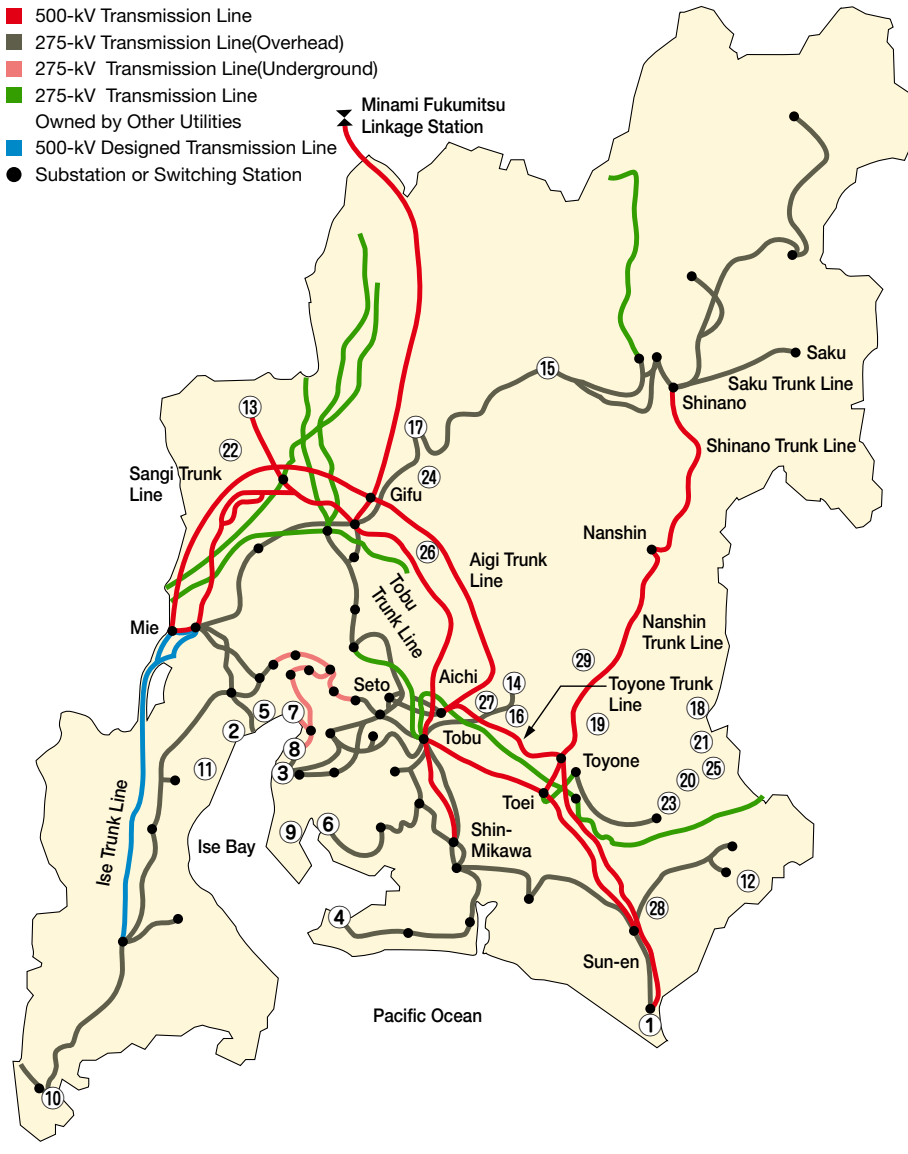 500-kV Transmission Line
275-kV Transmission Line(Overhead)
275-kV Transmission Line(Underground)
275-kV Transmission Line
Owned by Other Utilities
500-kV Designed Transmission Line
Substation or Switching Station
Minami Fukumitsu
Linkage Station
Saku
Saku Trunk Line
Shinano
15
13
17
Shinano Trunk Line
22
Sangi Trunk
Line
24
Gifu
Nanshin
26
Aigi Trunk
Line
Tobu
Trunk Line
Mie
Nanshin
Trunk Line
29
Seto
Aichi
14
27
16
Toyone Trunk
Line
5
7
2
19
18
8
Tobu
21
3
11
Toyone
20
25
Toei
23
Ise Trunk Line
Ise Bay
9
6
Shin-
Mikawa
12
4
28
Sun-en
Pacific Ocean
1
10